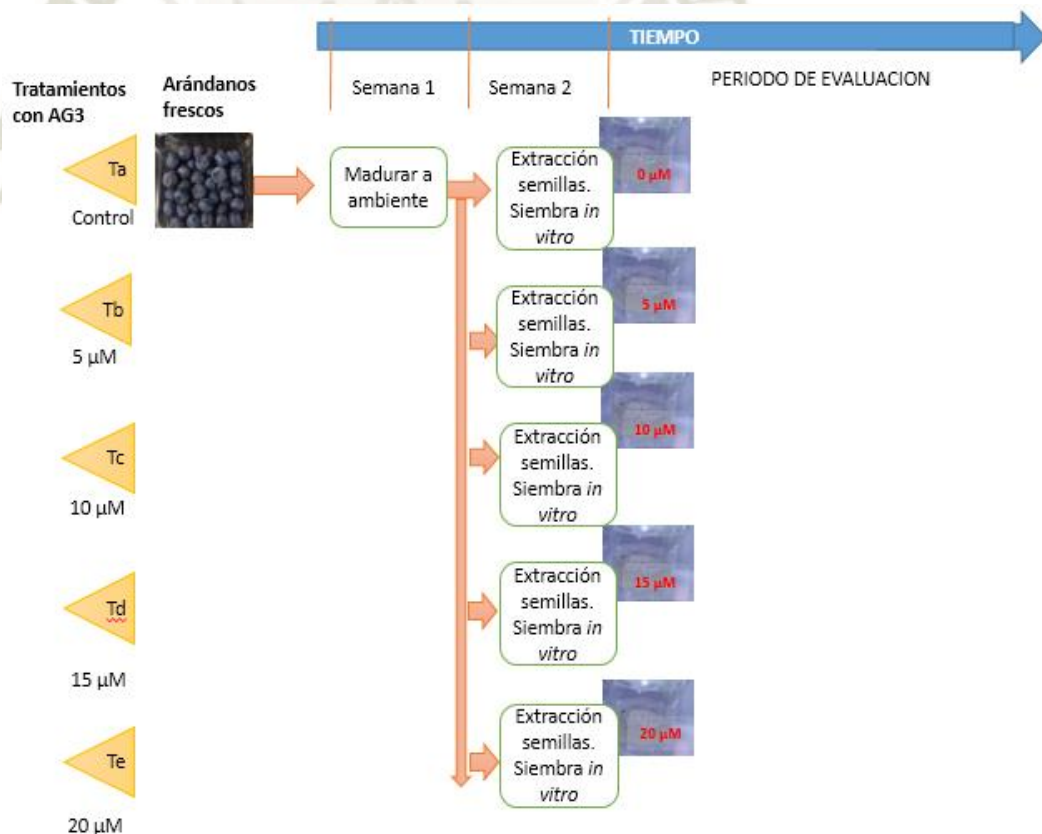 TIEMPO
Tratamientos
con AG3
Arándanos
frescos
Semana 1
Semana 2
PERIODO DE EVALUACION
Ta
Control
Madurar a
ambiente
Extracción
semillas.
Siembra in
vitro
0 µM
Tb
5 µM
Extracción
semillas.
Siembra in
vitro
5 µM
Tc
10 µM
Extracción
semillas.
Siembra in
vitro
10 µM
Td
15 µM
Extracción
semillas.
Siembra in
vitro
15 µM
Te
20 µM
Extracción
semillas.
Siembra in
vitro
20 µM